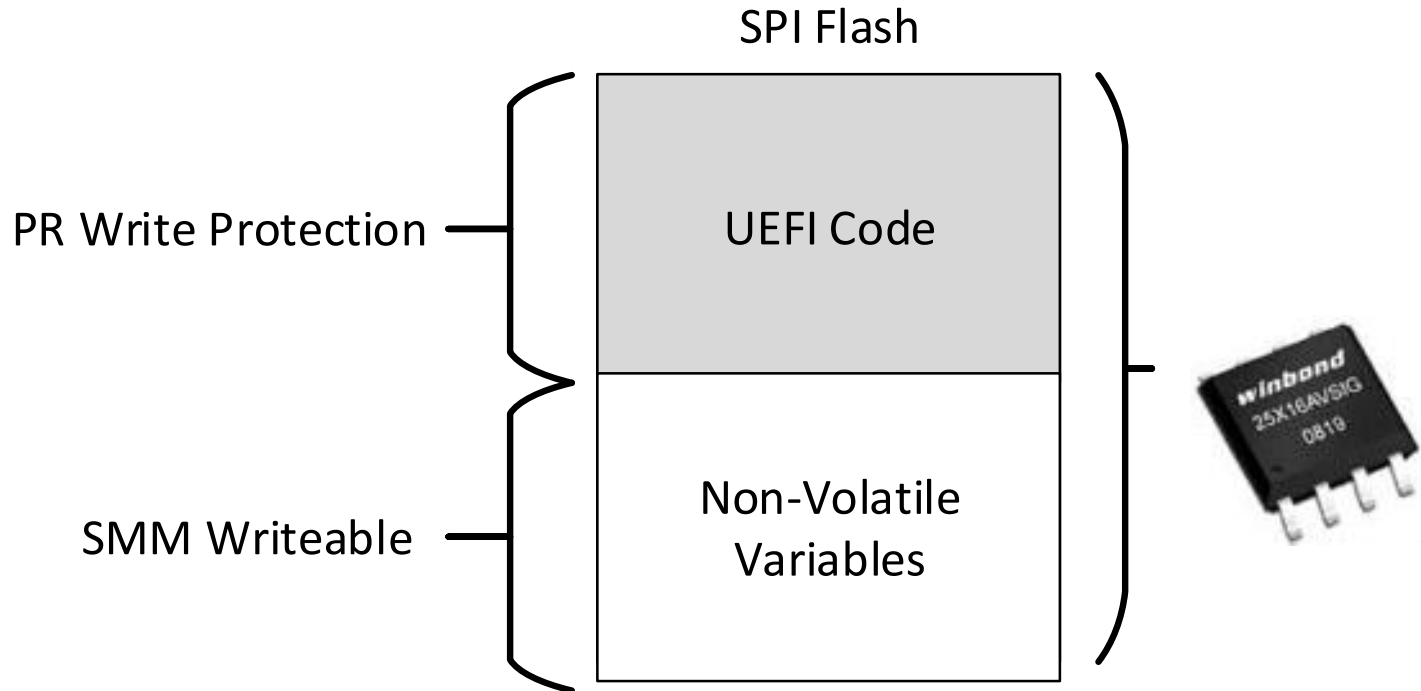 SPI Flash
PR Write Protection
UEFI Code
SMM Writeable
Non-Volatile
Variables
winbond
25X16AVSIG
0819